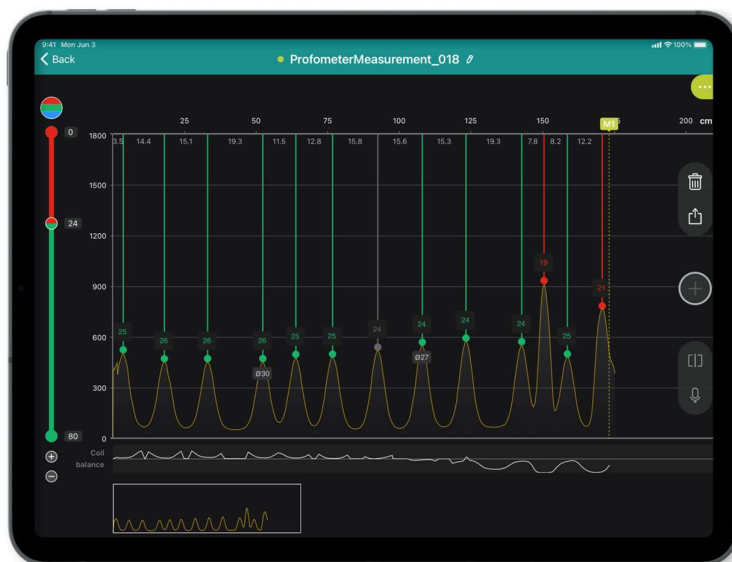 9:41 Mon Jun 3
100%
Back
ProfometerMeasurement_018
M1
25 50 75 100 125 150 200 cm
3.5 14.4 15.1 19.3 11.5 12.8 15.8 15.6 15.3 19.3 7.8 8.2 12.2
0
24
80
1800
1500
1200
900
600
300
0
25 26 26 26 25 25 24 24 24 24 19 25 21
Ø30 Ø27
Coil
balance